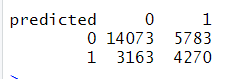 predicted 0 1
0 14073 5783
1 3163 4270
>